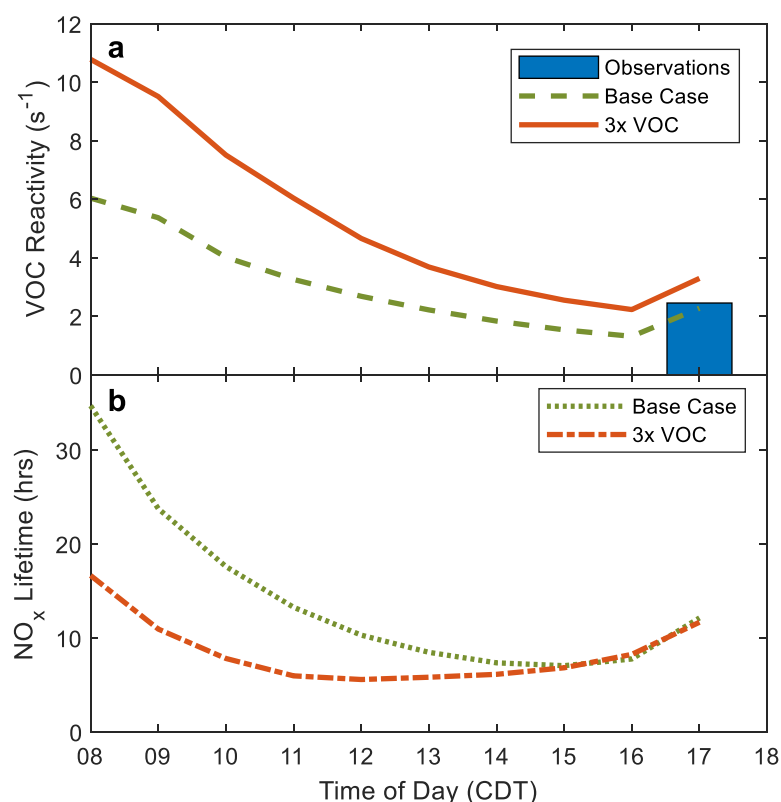 a
12
10
8
6
4
2
0
VOC Reactivity (s⁻¹)
Observations
Base Case
3x VOC
b
30
20
10
0
NOₓ Lifetime (hrs)
Base Case
3x VOC
08 09 10 11 12 13 14 15 16 17 18
Time of Day (CDT)